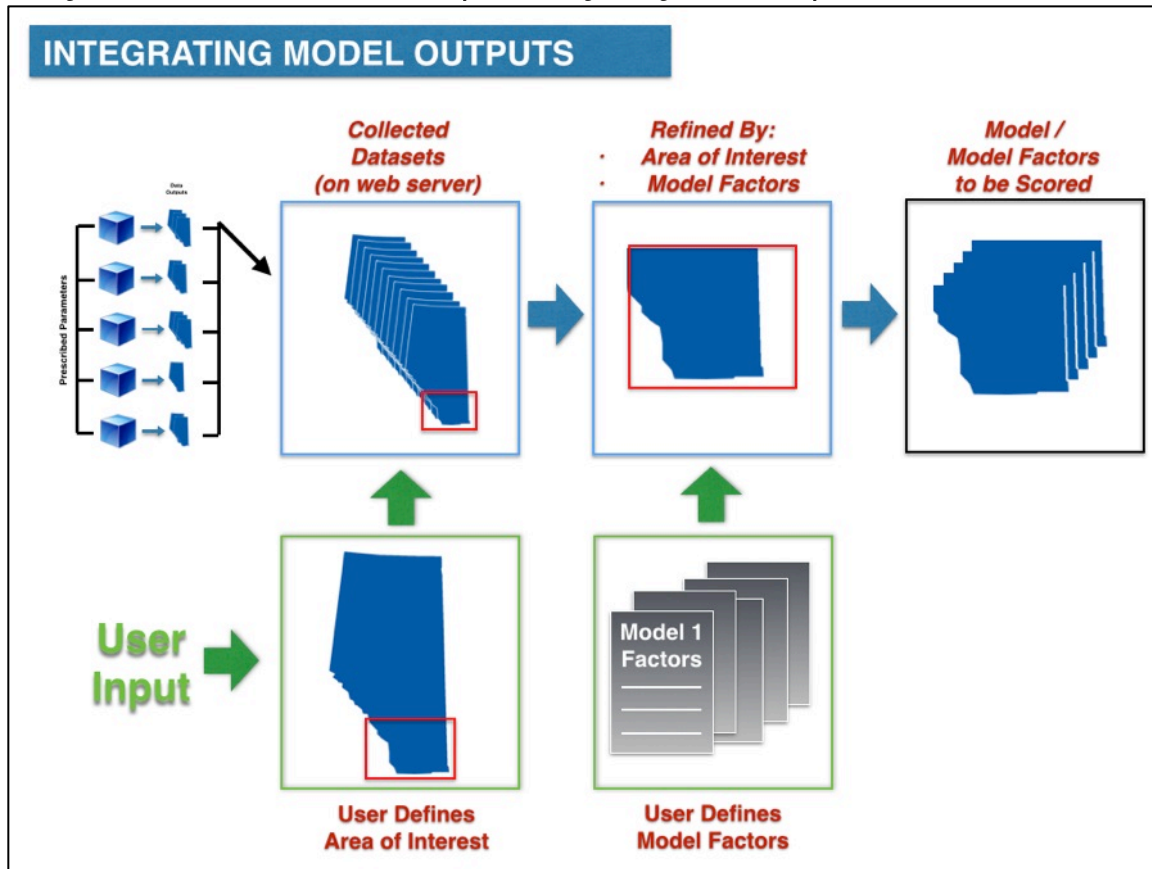 INTEGRATING MODEL OUTPUTS
Collected
Datasets
(on web server)
Refined By:
· Area of Interest
· Model Factors
Model /
Model Factors
to be Scored
Data
Outputs
Prescribed Parameters
User
Input
Model 1
Factors
User Defines
Area of Interest
User Defines
Model Factors